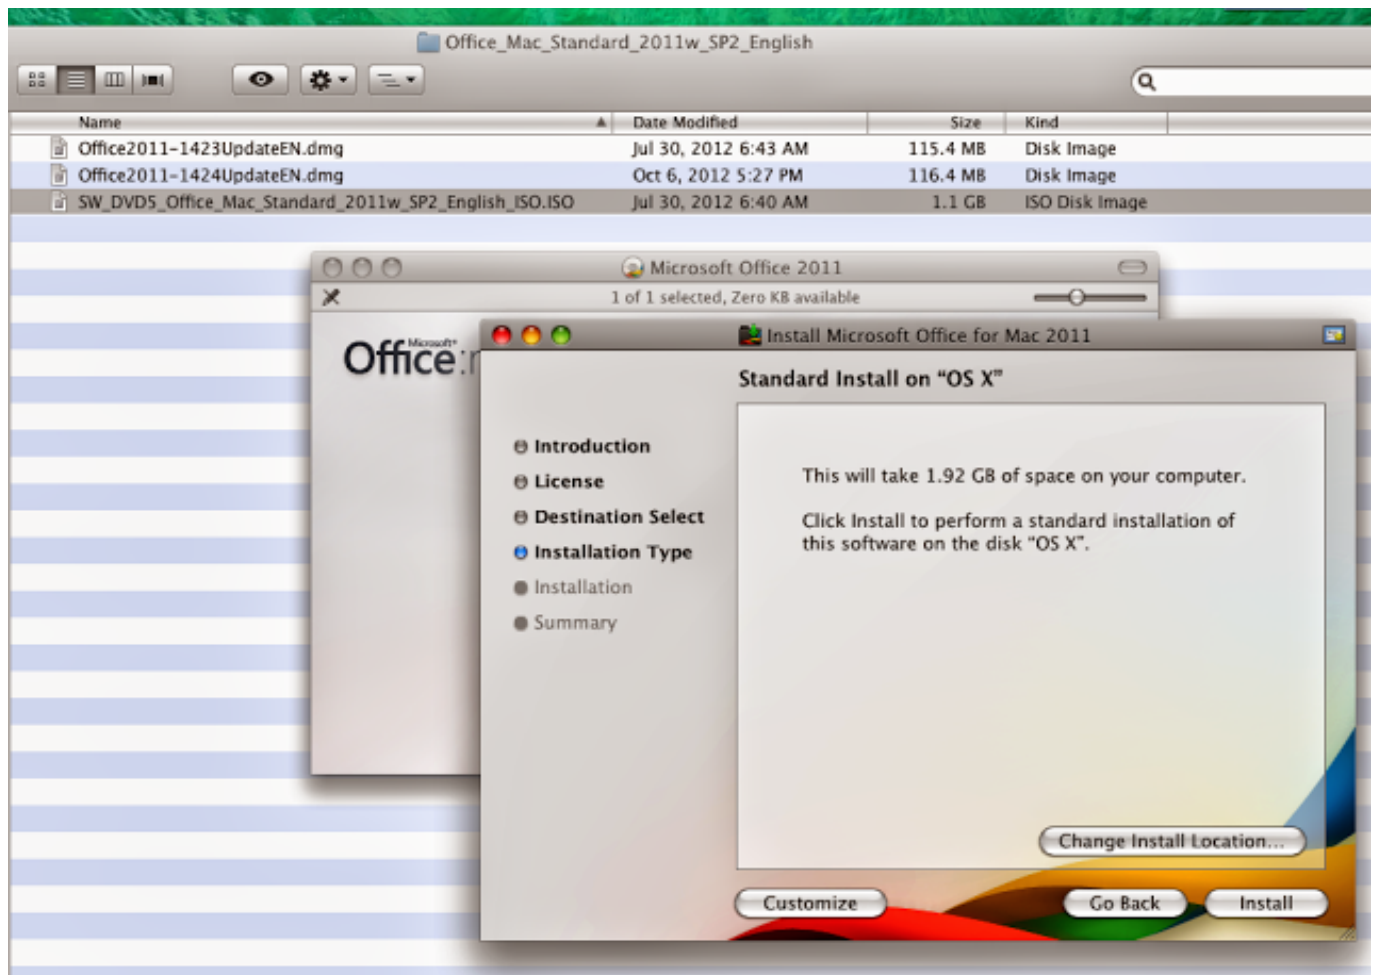 Office_Mac_Standard_2011w_SP2_English
Name Date Modified Size Kind
Office2011-1423UpdateEN.dmg Jul 30, 2012 6:43 AM 115.4 MB Disk Image
Office2011-1424UpdateEN.dmg Oct 6, 2012 5:27 PM 116.4 MB Disk Image
SW_DVD5_Office_Mac_Standard_2011w_SP2_English_ISO.ISO Jul 30, 2012 6:40 AM 1.1 GB ISO Disk Image
Microsoft Office 2011
1 of 1 selected, Zero KB available
Microsoft®
Office:
Install Microsoft Office for Mac 2011
Standard Install on “OS X”
Introduction
License
Destination Select
Installation Type
Installation
Summary
This will take 1.92 GB of space on your computer.
Click Install to perform a standard installation of
this software on the disk “OS X”.
Change Install Location...
Customize Go Back Install